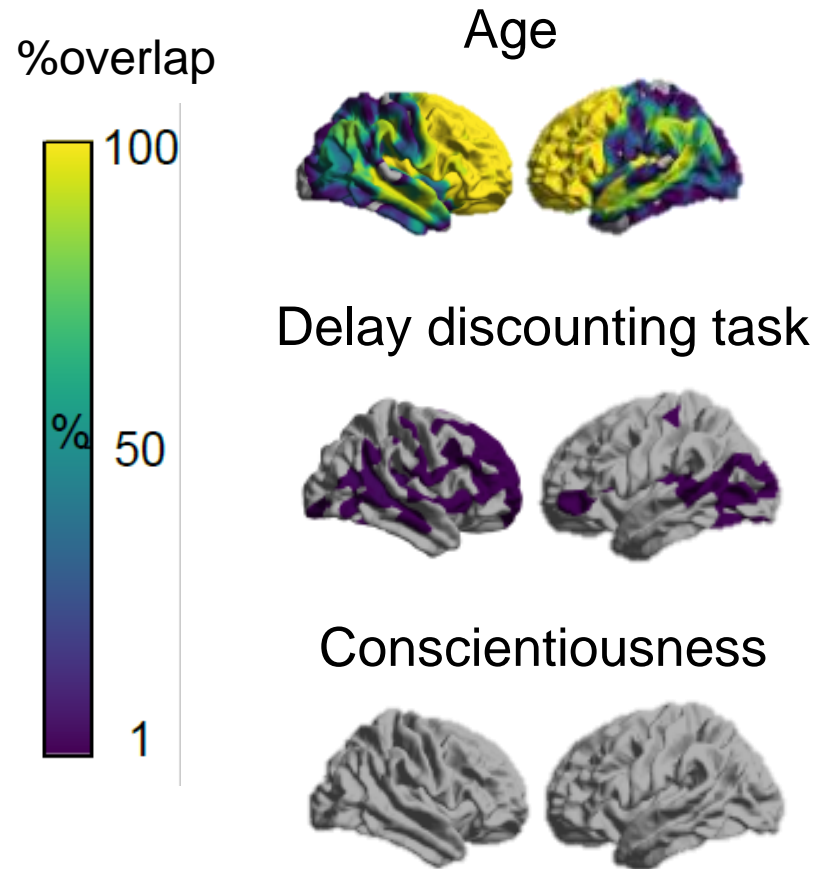 Age
%overlap
100
%
50
1
Delay discounting task
Conscientiousness